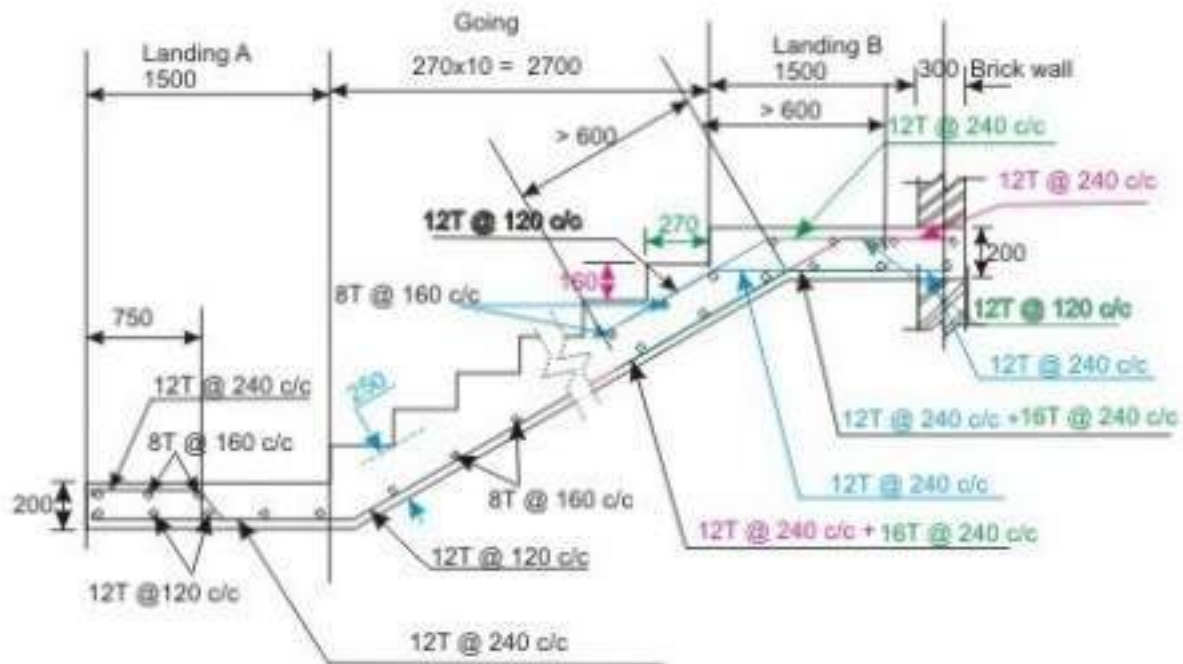 Going
Landing A
1500
270x10 = 2700
Landing B
1500
300 Brick wall
> 600
> 600
12T @ 240 c/c
12T @ 240 c/c
12T @ 120 c/c
270
200
160
8T @ 160 c/c
12T @ 120 c/c
750
12T @ 240 c/c
250
12T @ 240 c/c
12T @ 240 c/c +16T @ 240 c/c
8T @ 160 c/c
12T @ 240 c/c
200
8T @ 160 c/c
12T @ 240 c/c + 16T @ 240 c/c
12T @ 120 c/c
12T @120 c/c
12T @ 240 c/c